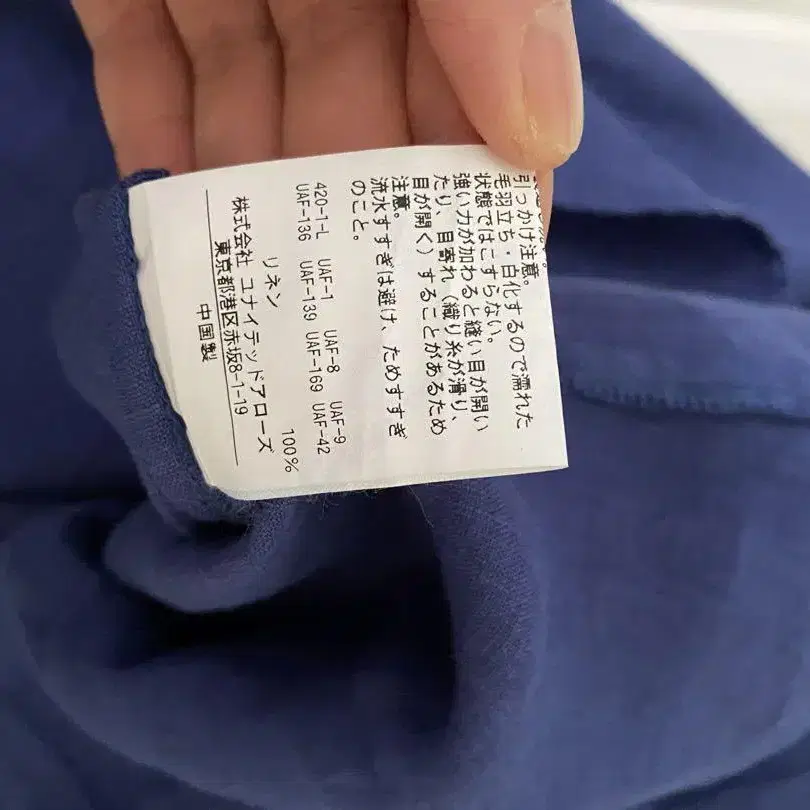 引っかけ注意。
毛羽立ち・白化するので濡れた
状態ではこすらない。
強い力が加わると縫い目が開い
たり、目寄れ（織り糸が滑り、
目が開く）することがあるため
注意。
流水すすぎは避け、ためすすぎ
のこと。
420-1-L UAF-1 UAF-8 UAF-9
UAF-136 UAF-139 UAF-169 UAF-42
リネン 100%
株式会社 ユナイテッドアローズ
東京都港区赤坂8-1-19
中国製